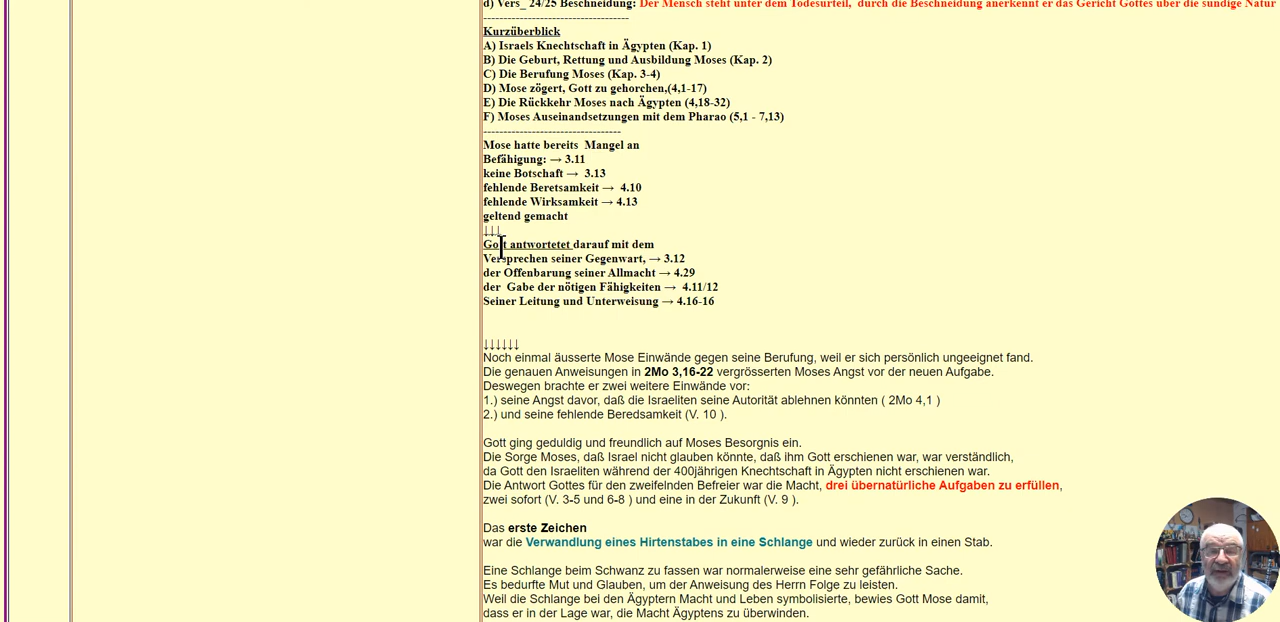 d) Vers_ 24/25 Beschneidung: Der Mensch steht unter dem Todesurteil, durch die Beschneidung anerkennt er das Gericht Gottes über die sündige Natur
------------------------------------
Kurzüberblick
A) Israels Knechtschaft in Ägypten (Kap. 1)
B) Die Geburt, Rettung und Ausbildung Moses (Kap. 2)
C) Die Berufung Moses (Kap. 3-4)
D) Mose zögert, Gott zu gehorchen,(4,1-17)
E) Die Rückkehr Moses nach Ägypten (4,18-32)
F) Moses Auseinandsetzungen mit dem Pharao (5,1 - 7,13)
----------------------------------
Mose hatte bereits Mangel an
Befähigung: → 3.11
keine Botschaft → 3.13
fehlende Beretsamkeit → 4.10
fehlende Wirksamkeit → 4.13
geltend gemacht
↓↓↓
Gott antwortetet darauf mit dem
Versprechen seiner Gegenwart, → 3.12
der Offenbarung seiner Allmacht → 4.29
der Gabe der nötigen Fähigkeiten → 4.11/12
Seiner Leitung und Unterweisung → 4.16-16
↓↓↓↓↓↓
Noch einmal äusserte Mose Einwände gegen seine Berufung, weil er sich persönlich ungeeignet fand.
Die genauen Anweisungen in 2Mo 3,16-22 vergrösserten Moses Angst vor der neuen Aufgabe.
Deswegen brachte er zwei weitere Einwände vor:
1.) seine Angst davor, daß die Israeliten seine Autorität ablehnen könnten ( 2Mo 4,1 )
2.) und seine fehlende Beredsamkeit (V. 10 ).
Gott ging geduldig und freundlich auf Moses Besorgnis ein.
Die Sorge Moses, daß Israel nicht glauben könnte, daß ihm Gott erschienen war, war verständlich,
da Gott den Israeliten während der 400jährigen Knechtschaft in Ägypten nicht erschienen war.
Die Antwort Gottes für den zweifelnden Befreier war die Macht, drei übernatürliche Aufgaben zu erfüllen,
zwei sofort (V. 3-5 und 6-8 ) und eine in der Zukunft (V. 9 ).
Das erste Zeichen
war die Verwandlung eines Hirtenstabes in eine Schlange und wieder zurück in einen Stab.
Eine Schlange beim Schwanz zu fassen war normalerweise eine sehr gefährliche Sache.
Es bedurfte Mut und Glauben, um der Anweisung des Herrn Folge zu leisten.
Weil die Schlange bei den Ägyptern Macht und Leben symbolisierte, bewies Gott Mose damit,
dass er in der Lage war, die Macht Ägyptens zu überwinden.